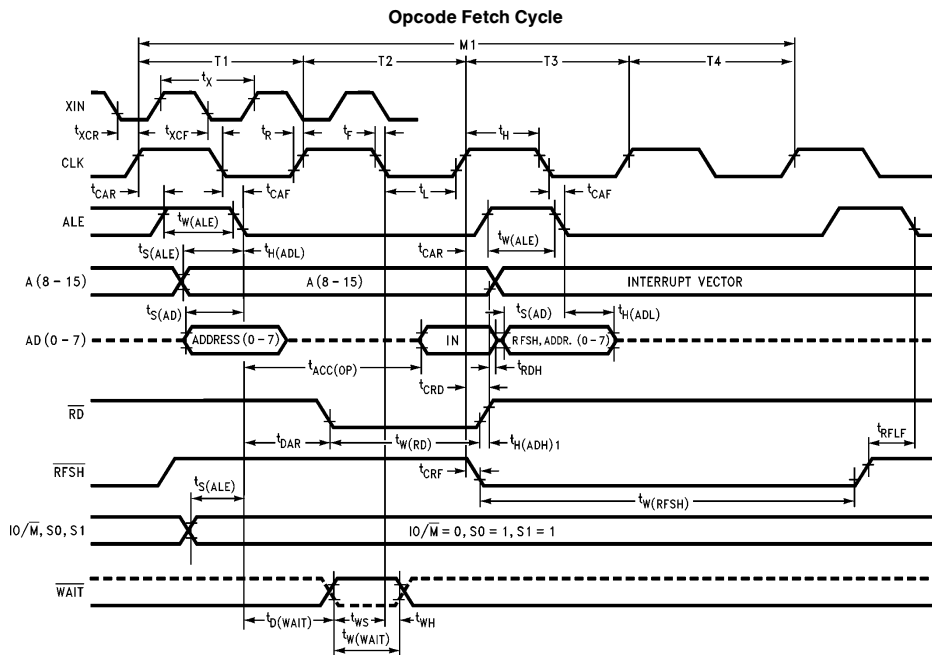 Opcode Fetch Cycle
M1
T1 T2 T3 T4
tX
XIN
tXCR tXCF tR tF tH
CLK
tCAR tCAF tL tCAF
ALE
tW(ALE) tW(ALE)
tS(ALE) tH(ADL) tCAR
A(8-15) A(8-15) INTERRUPT VECTOR
tS(AD) tS(AD) tH(ADL)
AD(0-7) ADDRESS(0-7) IN RFSH, ADDR. (0-7)
tACC(OP) tRDH
tCRD
R̅D̅
tDAR tW(RD) tH(ADH)1 tRFLF
R̅F̅S̅H̅ tCRF
tS(ALE) tW(RFSH)
IO/M̅, S0, S1 IO/M̅=0, S0=1, S1=1
W̅A̅I̅T̅
tD(WAIT) tWS tWH
tW(WAIT)